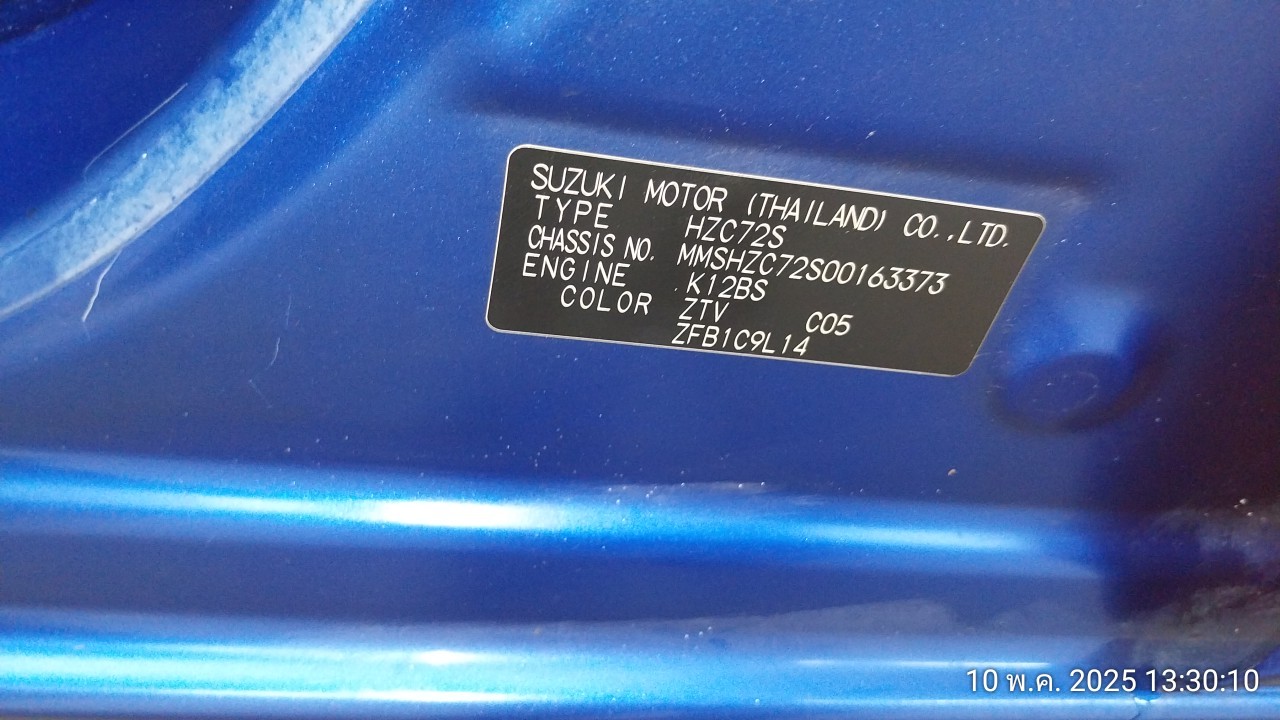 SUZUKI MOTOR (THAILAND) CO.,LTD.
TYPE HZC72S
CHASSIS NO. MMSHZC72S00163373
ENGINE K12BS
COLOR ZTV C05
ZFB1C9L14
10 พ.ค. 2025 13:30:10